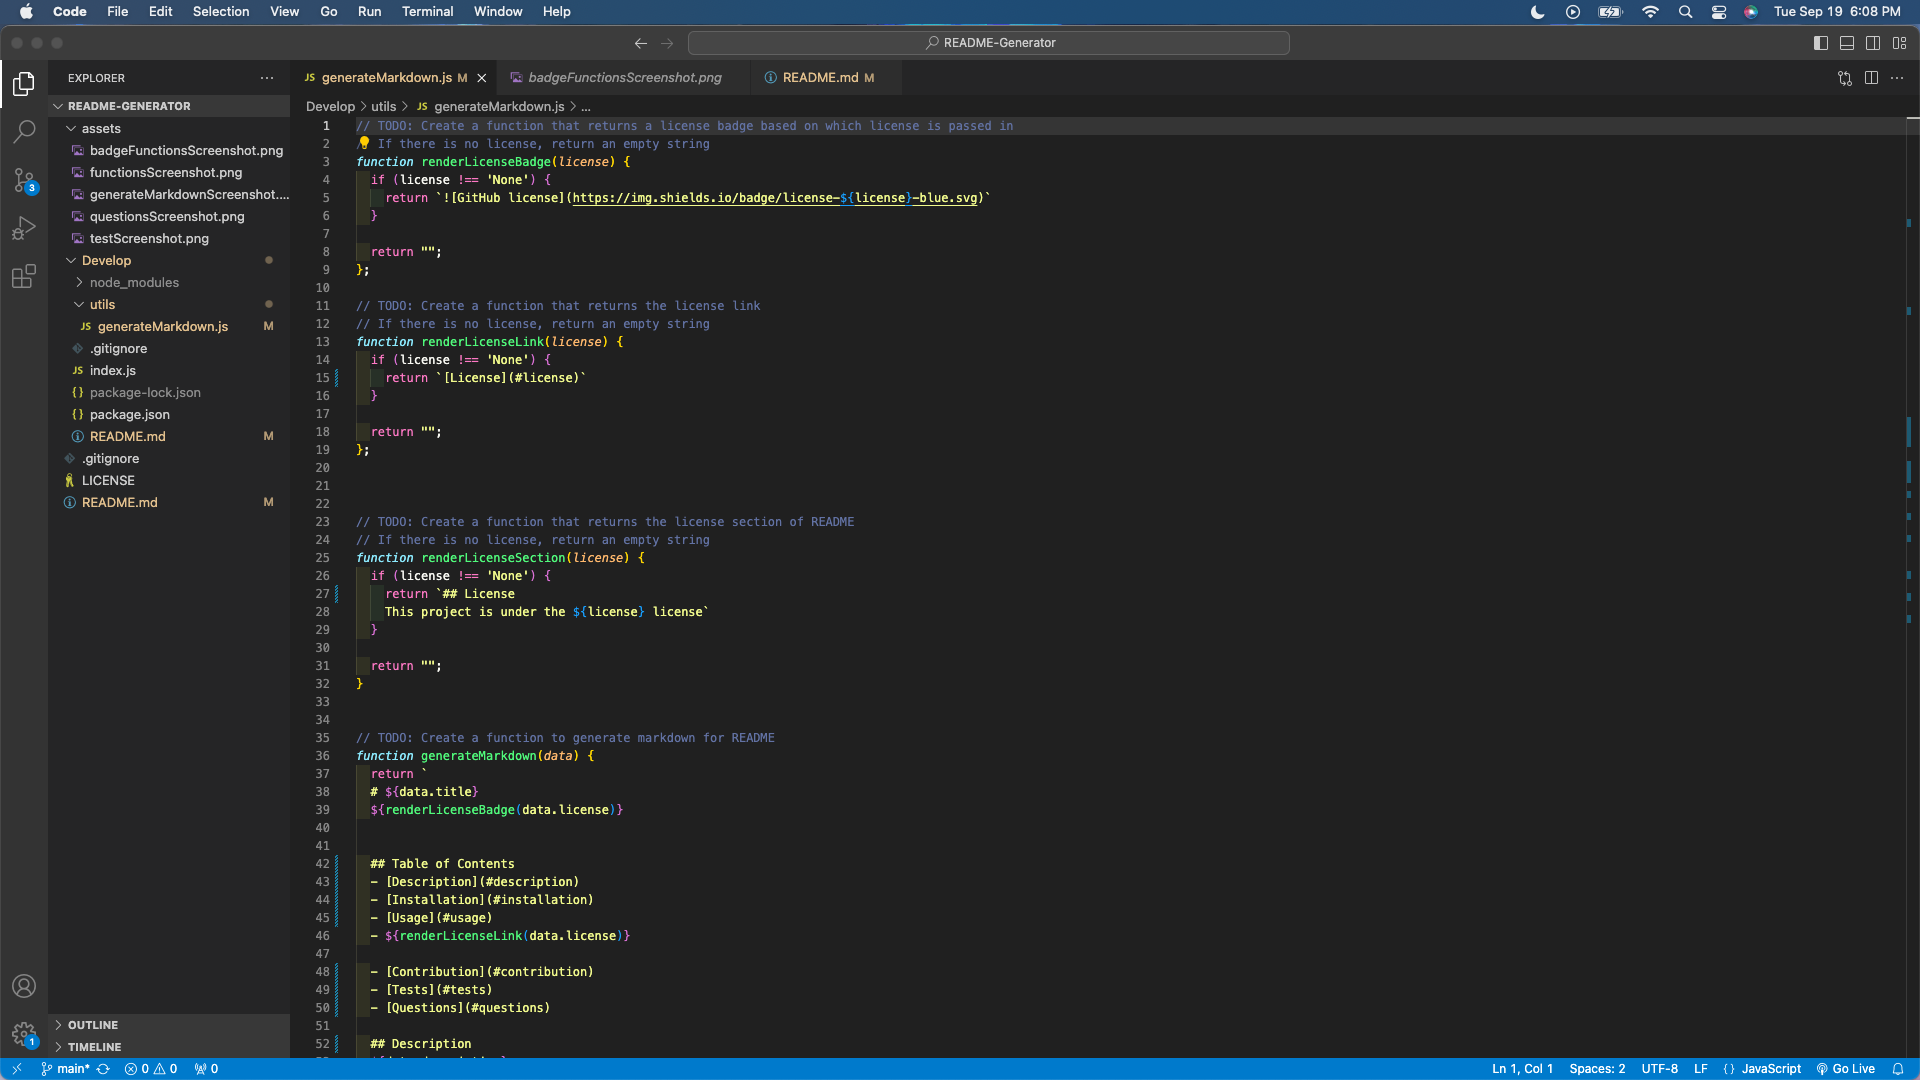 Code File Edit Selection View Go Run Terminal Window Help Tue Sep 19 6:08 PM
README-Generator
EXPLORER ...
README-GENERATOR
assets
badgeFunctionsScreenshot.png
functionsScreenshot.png
generateMarkdownScreenshot....
questionsScreenshot.png
testScreenshot.png
Develop
node_modules
utils
JS generateMarkdown.js M
.gitignore
JS index.js
{} package-lock.json
{} package.json
README.md M
.gitignore
LICENSE
README.md M
OUTLINE
TIMELINE
3
1
JS generateMarkdown.js M badgeFunctionsScreenshot.png README.md M
Develop > utils > JS generateMarkdown.js > ...
1 // TODO: Create a function that returns a license badge based on which license is passed in
2 // If there is no license, return an empty string
3 function renderLicenseBadge(license) {
4 if (license !== 'None') {
5 return `![GitHub license](https://img.shields.io/badge/license-${license}-blue.svg)`
6 }
7
8 return "";
9 };
10
11 // TODO: Create a function that returns the license link
12 // If there is no license, return an empty string
13 function renderLicenseLink(license) {
14 if (license !== 'None') {
15 return `[License](#license)`
16 }
17
18 return "";
19 };
20
21
22
23 // TODO: Create a function that returns the license section of README
24 // If there is no license, return an empty string
25 function renderLicenseSection(license) {
26 if (license !== 'None') {
27 return `## License
28 This project is under the ${license} license`
29 }
30
31 return "";
32 }
33
34
35 // TODO: Create a function to generate markdown for README
36 function generateMarkdown(data) {
37 return `
38 # ${data.title}
39 ${renderLicenseBadge(data.license)}
40
41
42 ## Table of Contents
43 - [Description](#description)
44 - [Installation](#installation)
45 - [Usage](#usage)
46 - ${renderLicenseLink(data.license)}
47
48 - [Contribution](#contribution)
49 - [Tests](#tests)
50 - [Questions](#questions)
51
52 ## Description
main* 0 0 0 Ln 1, Col 1 Spaces: 2 UTF-8 LF {} JavaScript Go Live